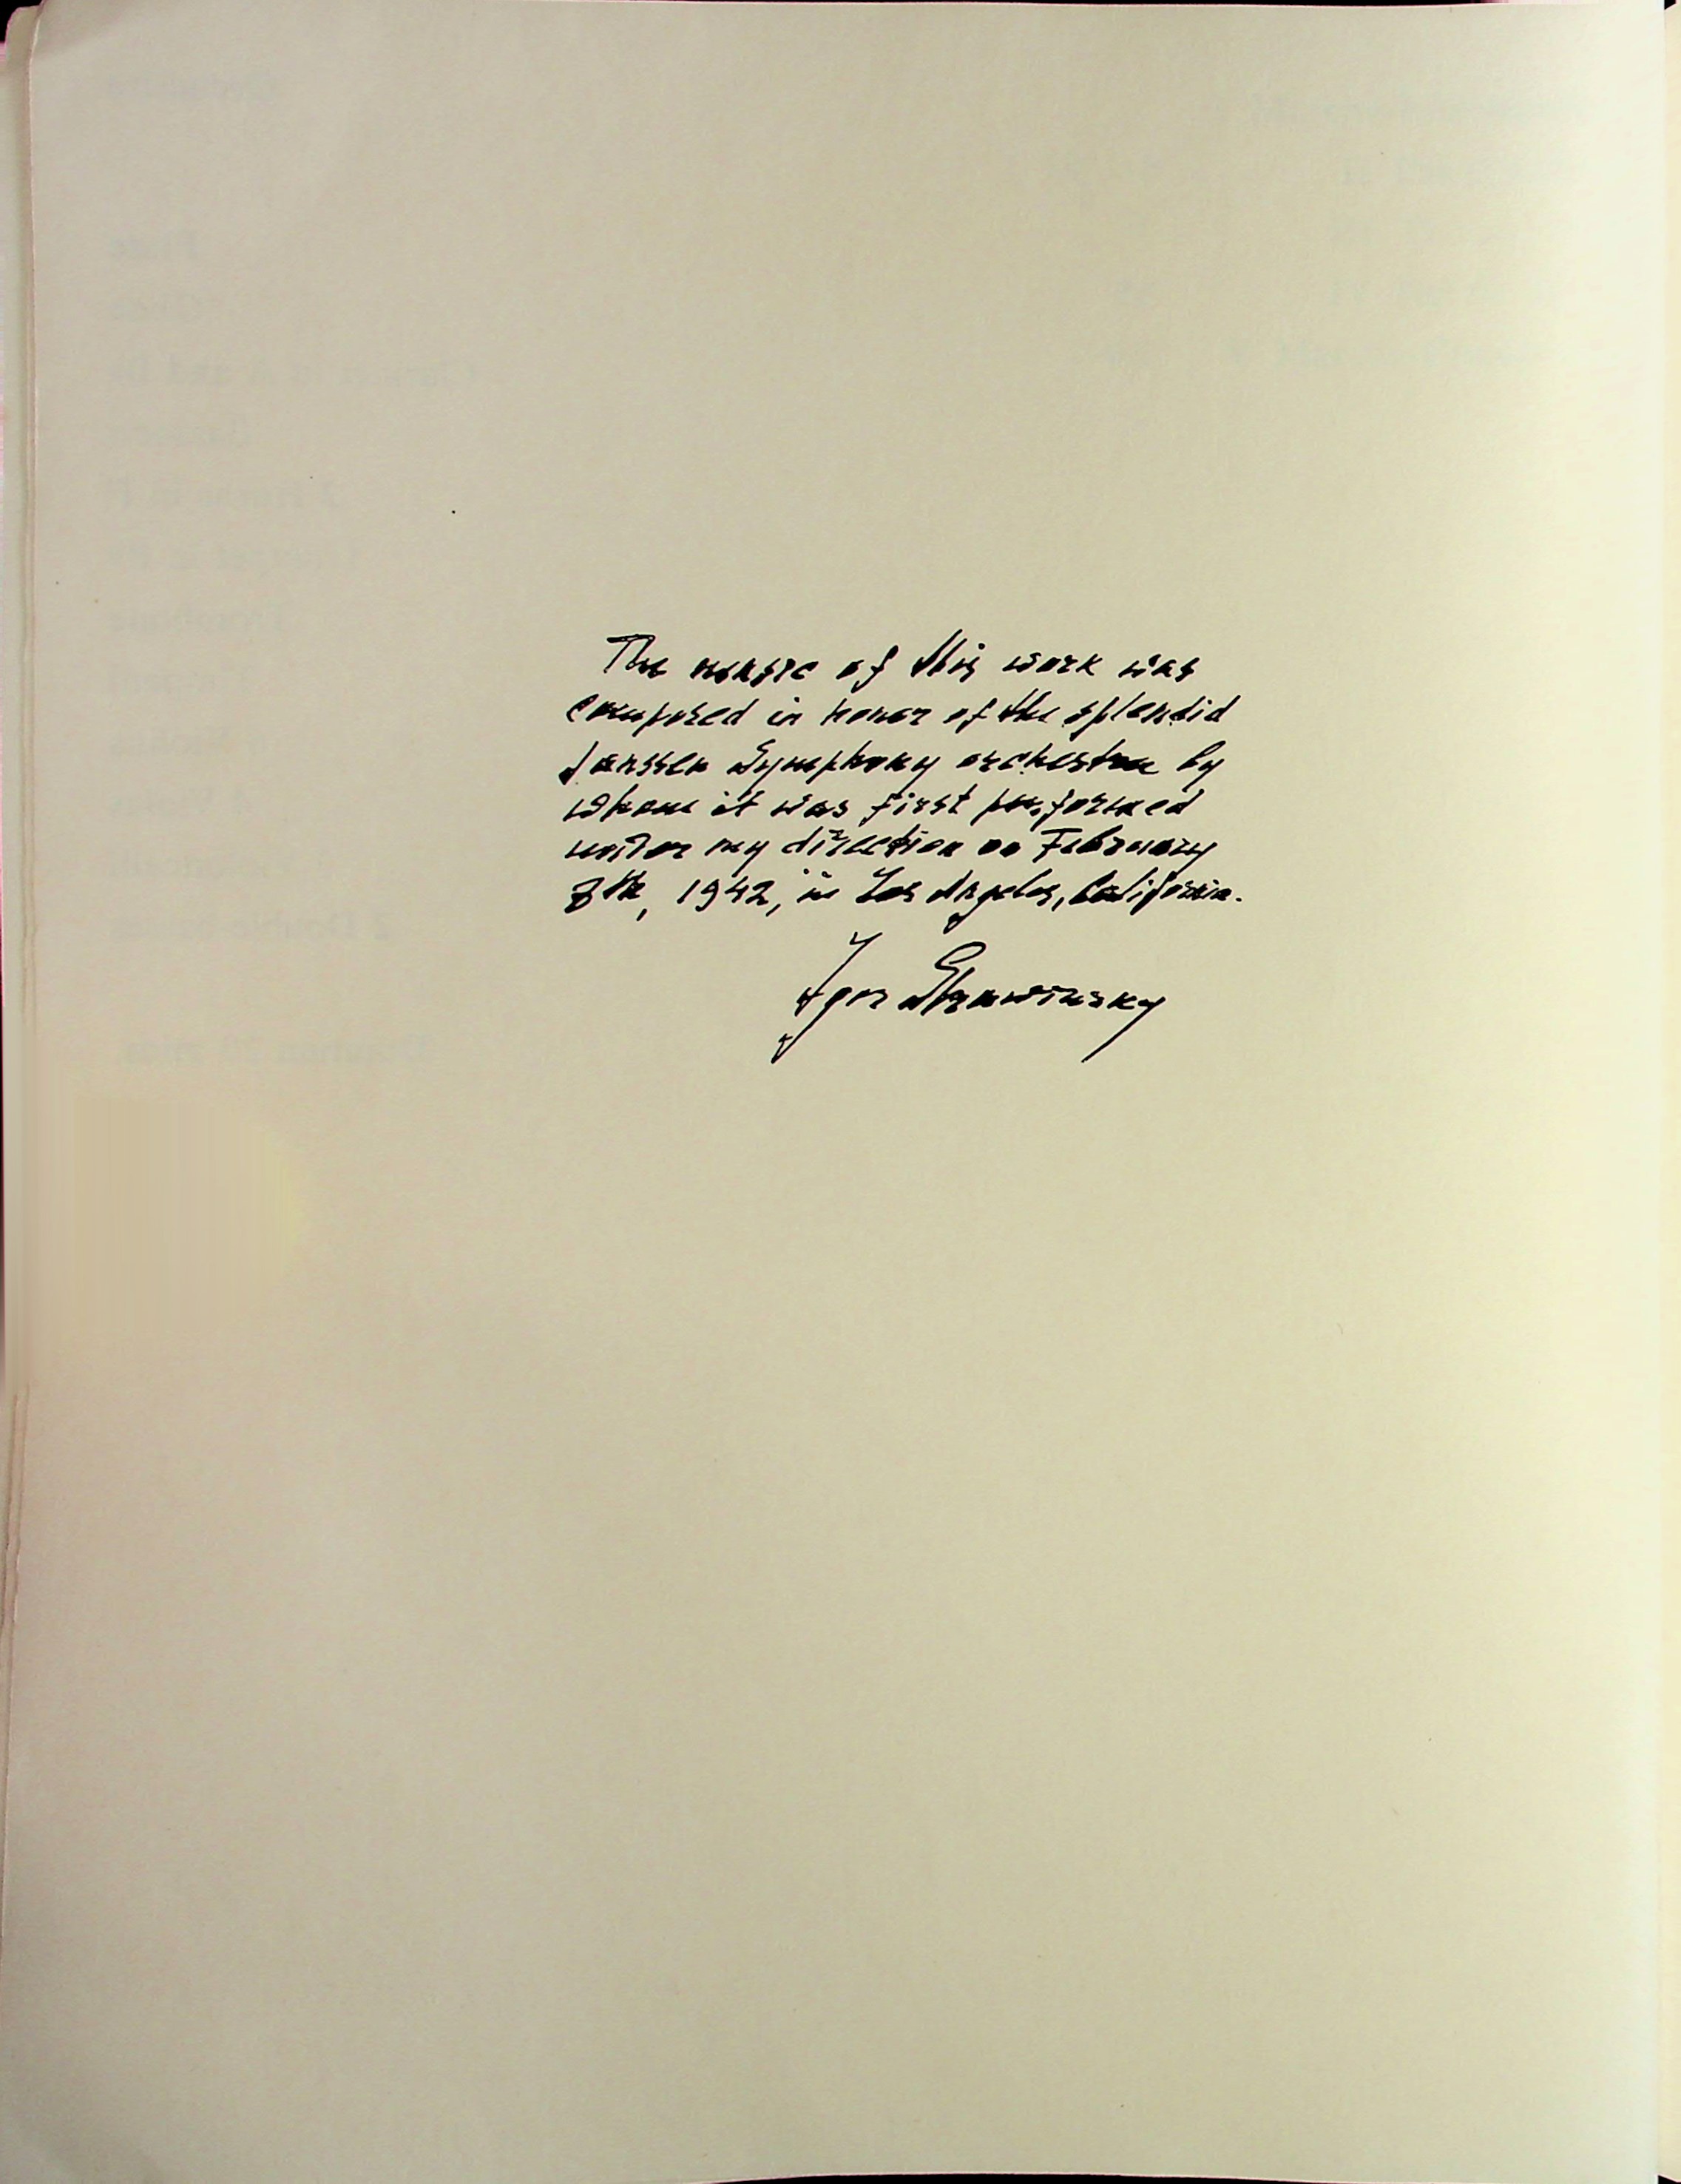 The music of this work was
composed in honor of the splendid
Janssen Symphony orchestra by
whom it was first performed
under my direction on February
8th, 1942, in Los Angeles, California.
Igor Strawinsky